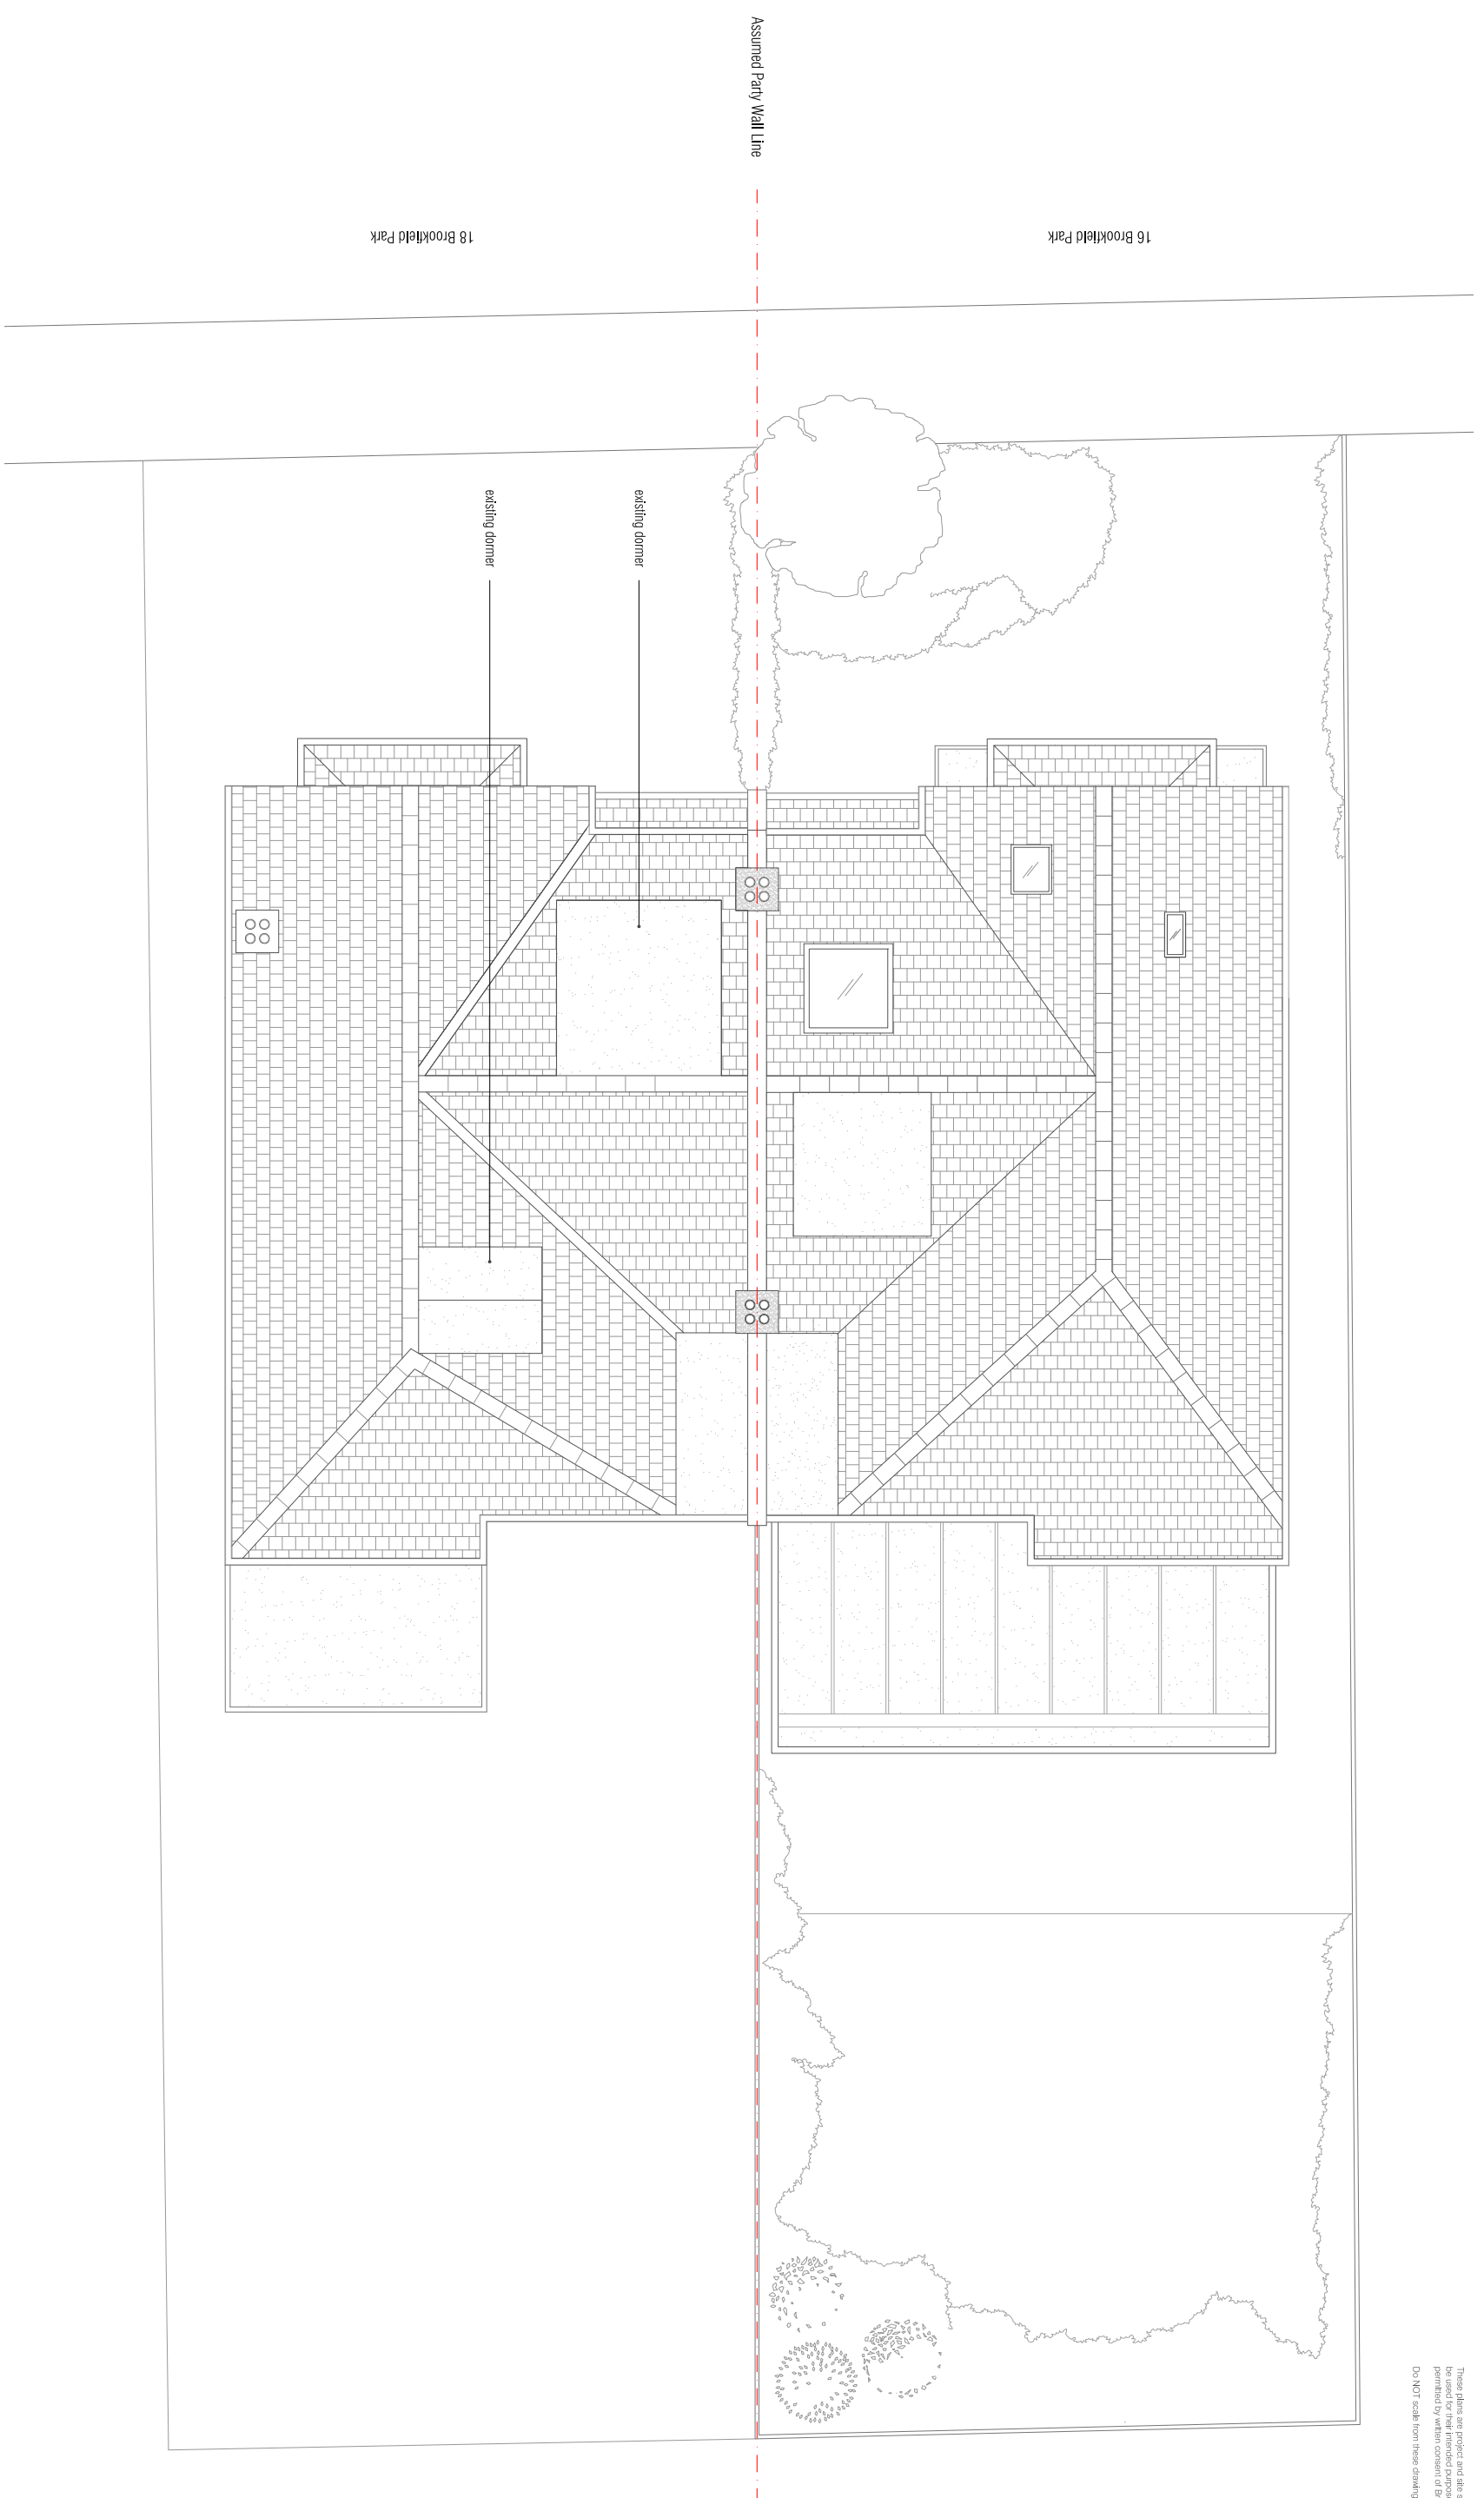 Assumed Party Wall Line
18 Brookfield Park
16 Brookfield Park
existing dormer
existing dormer
These plans are project and site s
be used for their intended purpos
permitted by written consent of Br
Do NOT scale from these drawing